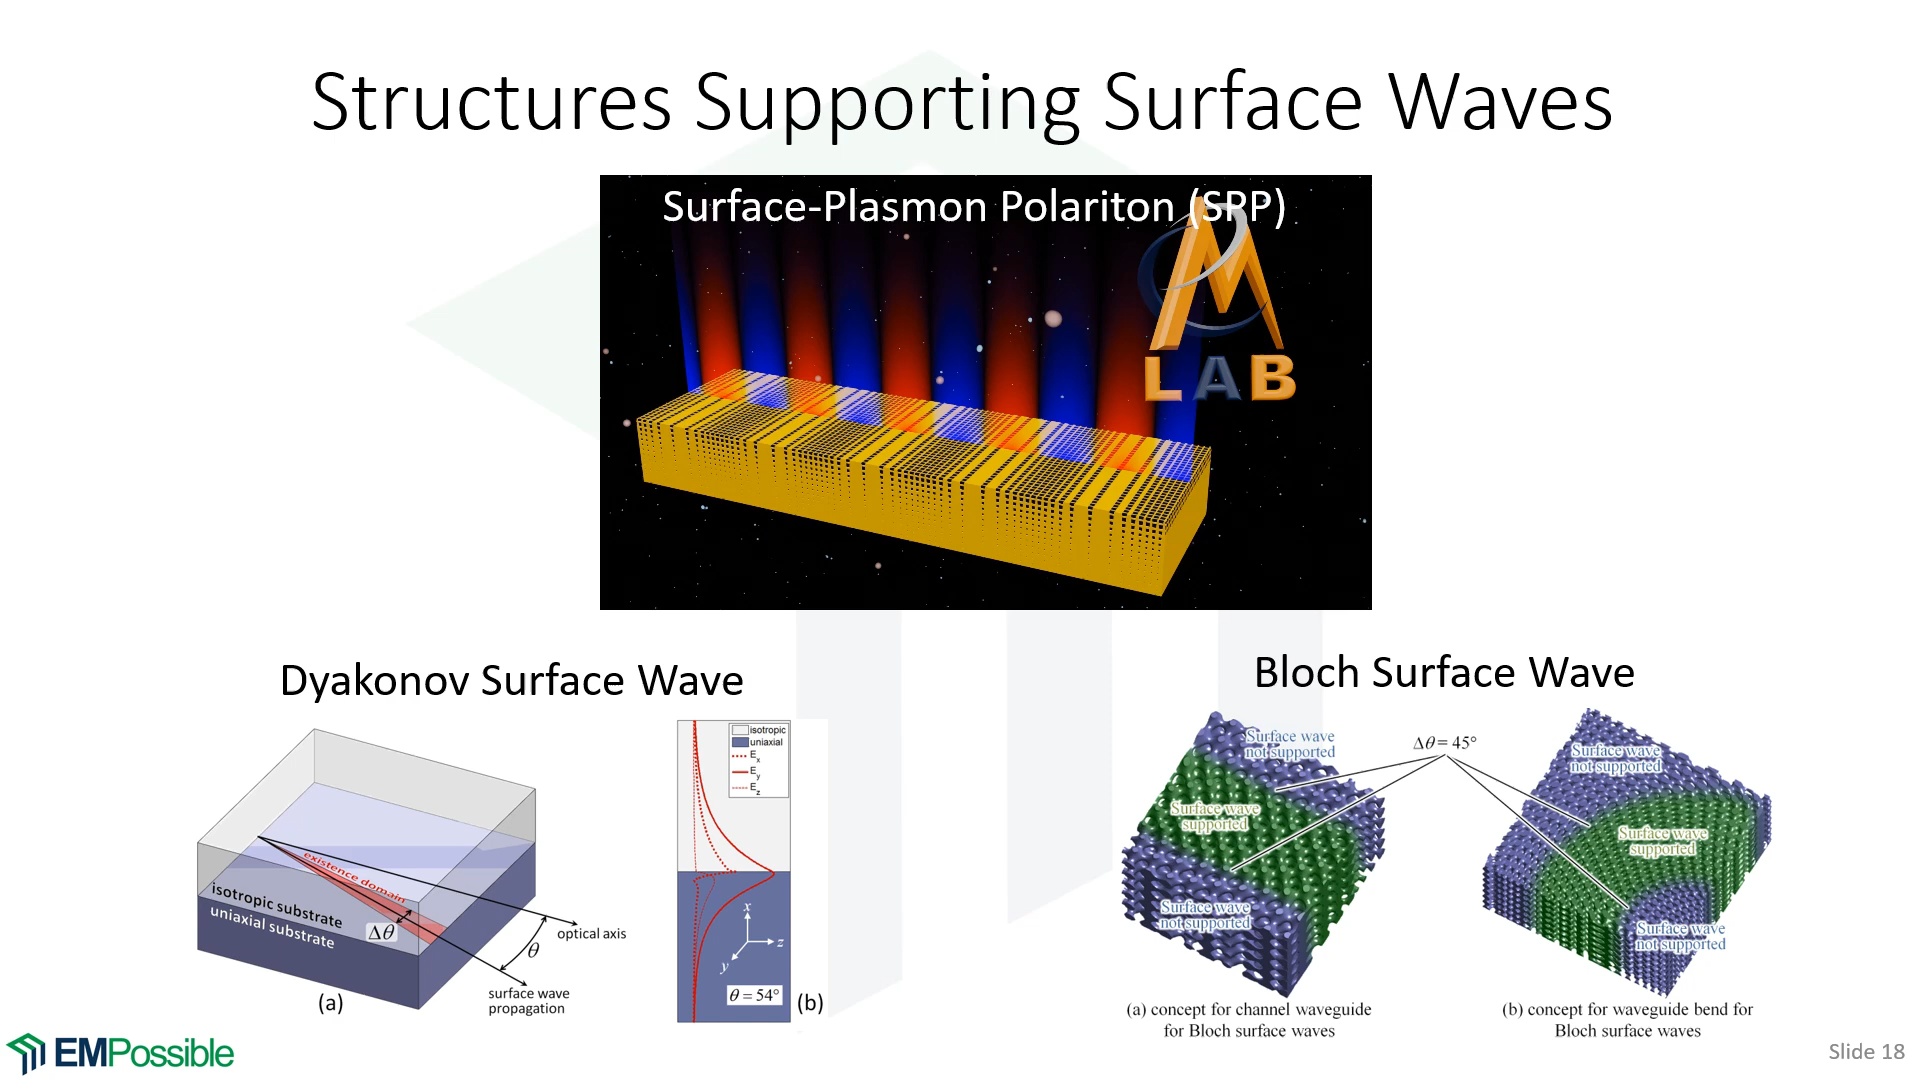 Structures Supporting Surface Waves
Surface-Plasmon Polariton (SPP)
M
LAB
Dyakonov Surface Wave
existence domain
isotropic substrate
uniaxial substrate
Δθ
θ
optical axis
surface wave
propagation
(a)
isotropic
uniaxial
Ex
Ey
Ez
x
z
y
θ = 54°
(b)
Bloch Surface Wave
Surface wave
not supported
Surface wave
supported
Surface wave
not supported
Δθ = 45°
Surface wave
not supported
Surface wave
supported
Surface wave
not supported
(a) concept for channel waveguide
for Bloch surface waves
(b) concept for waveguide bend for
Bloch surface waves
EMPossible
Slide 18